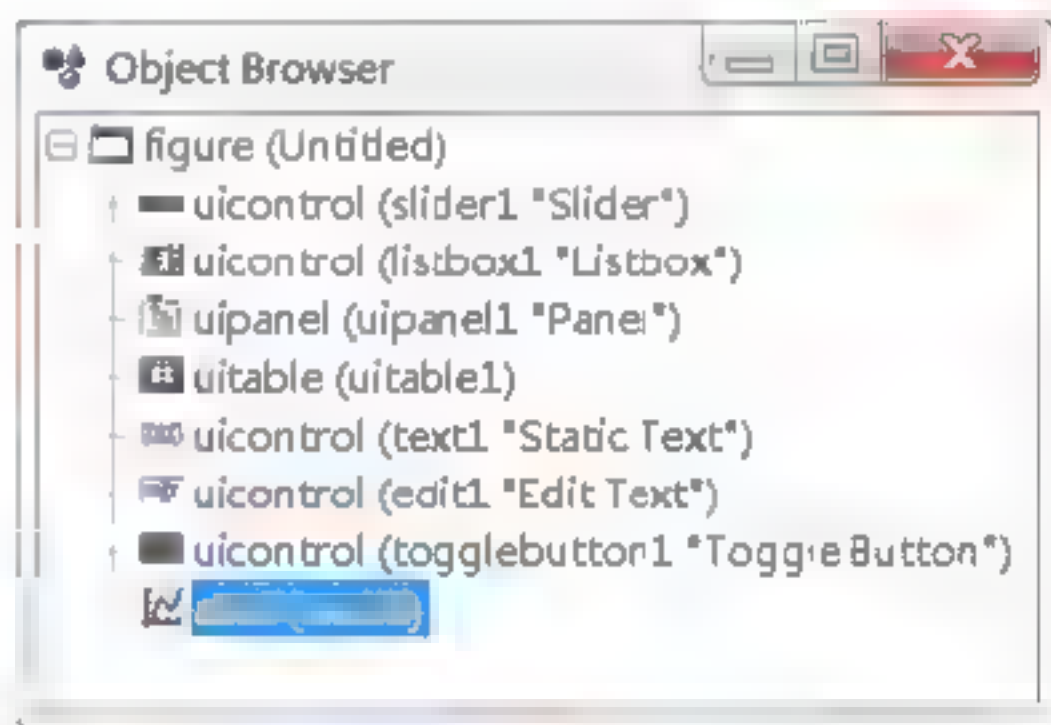 Object Browser
figure (Untitled)
uicontrol (slider1 "Slider")
uicontrol (listbox1 "Listbox")
uipanel (uipanel1 "Panel")
uitable (uitable1)
uicontrol (text1 "Static Text")
uicontrol (edit1 "Edit Text")
uicontrol (togglebutton1 "Toggle Button")